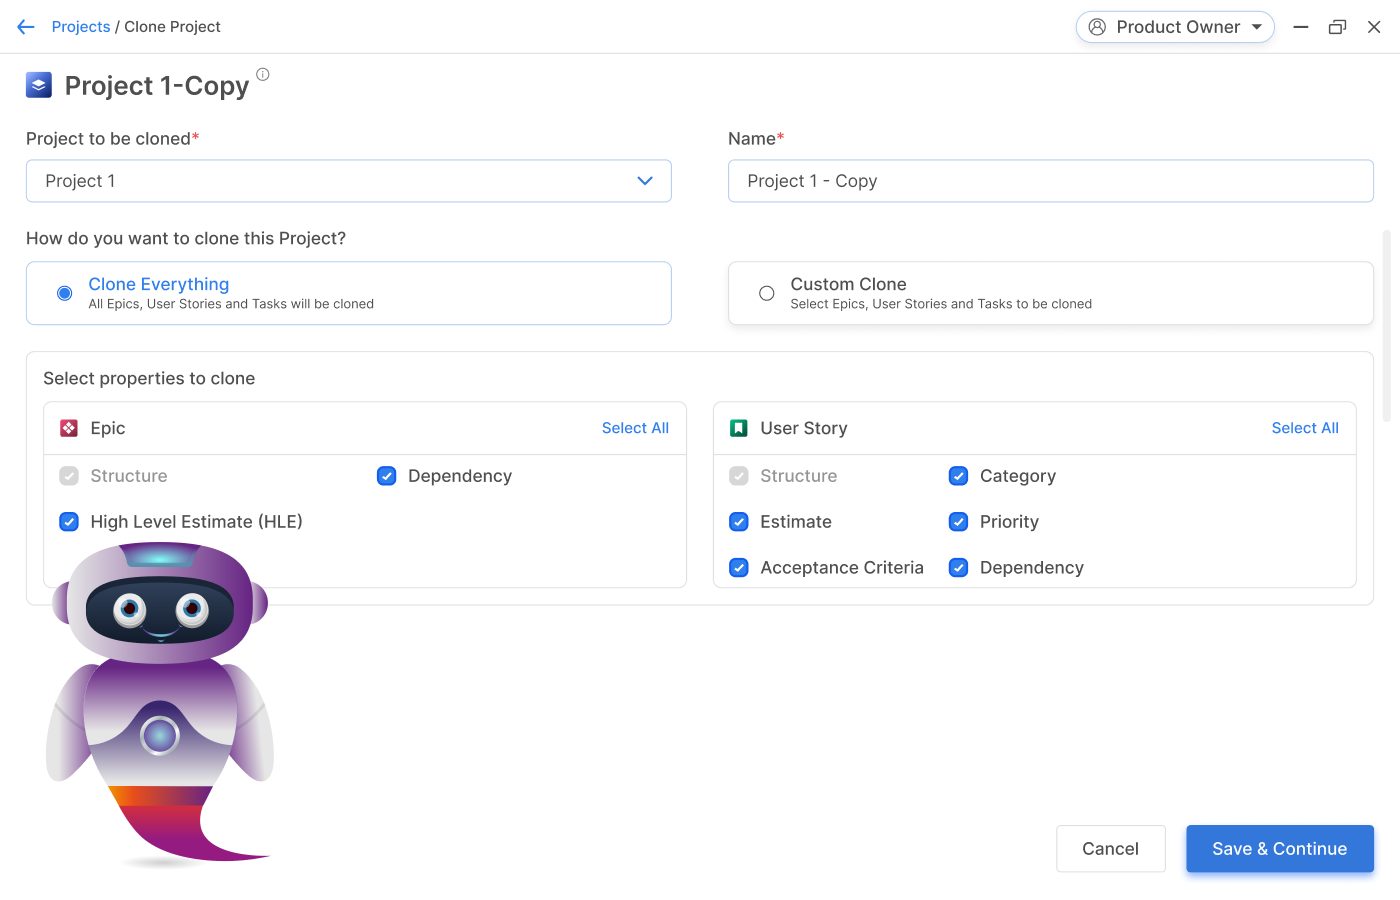 Projects / Clone Project
Product Owner
Project 1-Copy
Project to be cloned*
Project 1
Name*
Project 1 - Copy
How do you want to clone this Project?
Clone Everything
All Epics, User Stories and Tasks will be cloned
Custom Clone
Select Epics, User Stories and Tasks to be cloned
Select properties to clone
Epic
Select All
Structure
Dependency
High Level Estimate (HLE)
User Story
Select All
Structure
Category
Estimate
Priority
Acceptance Criteria
Dependency
Cancel
Save & Continue